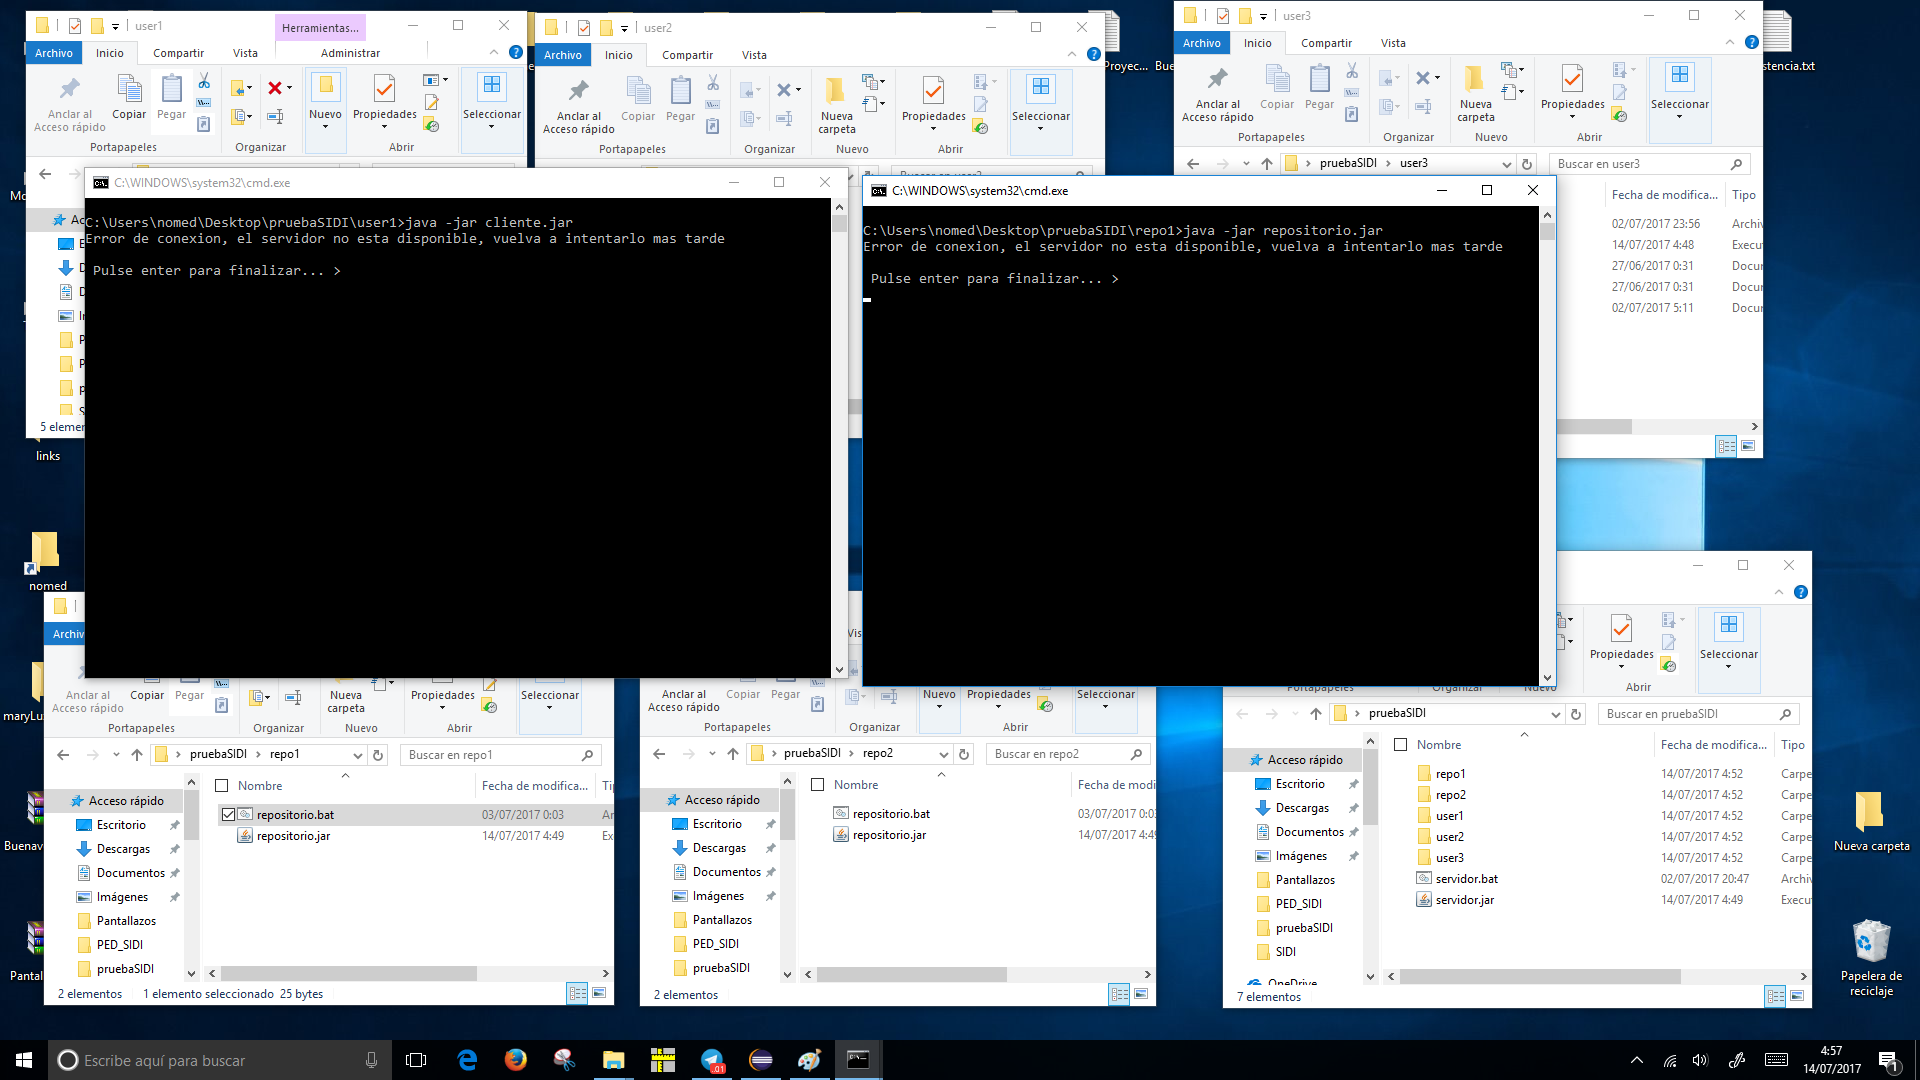 user1
Herramientas...
Archivo Inicio Compartir Vista Administrar
Anclar al
Acceso rápido
Copiar
Pegar
Nuevo
Propiedades
Seleccionar
Portapapeles
Organizar
Abrir
5 elemen
user2
Archivo Inicio Compartir Vista
Anclar al
Acceso rápido
Copiar
Pegar
Nueva
carpeta
Propiedades
Seleccionar
Portapapeles
Organizar
Nuevo
Abrir
Proyec...
user3
Archivo Inicio Compartir Vista
Anclar al
Acceso rápido
Copiar
Pegar
Nueva
carpeta
Propiedades
Seleccionar
Portapapeles
Organizar
Nuevo
Abrir
pruebaSIDI > user3
Buscar en user3
Fecha de modifica... Tipo
02/07/2017 23:56 Archiv
14/07/2017 4:48 Execu
27/06/2017 0:31 Docur
27/06/2017 0:31 Docur
02/07/2017 5:11 Docur
stencia.txt
C:\WINDOWS\system32\cmd.exe
C:\Users\nomed\Desktop\pruebaSIDI\user1>java -jar cliente.jar
Error de conexion, el servidor no esta disponible, vuelva a intentarlo mas tarde
Pulse enter para finalizar... >
C:\WINDOWS\system32\cmd.exe
C:\Users\nomed\Desktop\pruebaSIDI\repo1>java -jar repositorio.jar
Error de conexion, el servidor no esta disponible, vuelva a intentarlo mas tarde
Pulse enter para finalizar... >
links
nomed
maryLu
Buenav
Pantal
Archiv
Anclar al
Acceso rápido
Copiar
Pegar
Nueva
carpeta
Propiedades
Seleccionar
Portapapeles
Organizar
Nuevo
Abrir
pruebaSIDI > repo1
Buscar en repo1
Nombre Fecha de modifica...
Acceso rápido
Escritorio
Descargas
Documentos
Imágenes
Pantallazos
PED_SIDI
pruebaSIDI
repositorio.bat 03/07/2017 0:03
repositorio.jar 14/07/2017 4:49
2 elementos 1 elemento seleccionado 25 bytes
Vis
Anclar al
Acceso rápido
Copiar
Pegar
Nuevo
Propiedades
Seleccionar
Portapapeles
Organizar
Abrir
pruebaSIDI > repo2
Buscar en repo2
Nombre Fecha de modi
Acceso rápido
Escritorio
Descargas
Documentos
Imágenes
Pantallazos
PED_SIDI
pruebaSIDI
repositorio.bat 03/07/2017 0:03
repositorio.jar 14/07/2017 4:49
2 elementos
Propiedades
Seleccionar
Portapapeles
Organizar
Nuevo
Abrir
pruebaSIDI
Buscar en pruebaSIDI
Nombre Fecha de modifica... Tipo
Acceso rápido
Escritorio
Descargas
Documentos
Imágenes
Pantallazos
PED_SIDI
pruebaSIDI
SIDI
OneDrive
repo1 14/07/2017 4:52 Carpe
repo2 14/07/2017 4:52 Carpe
user1 14/07/2017 4:52 Carpe
user2 14/07/2017 4:52 Carpe
user3 14/07/2017 4:52 Carpe
servidor.bat 02/07/2017 20:47 Archiv
servidor.jar 14/07/2017 4:49 Execu
7 elementos
Nueva carpeta
Papelera de
reciclaje
Escribe aquí para buscar
4:57
14/07/2017